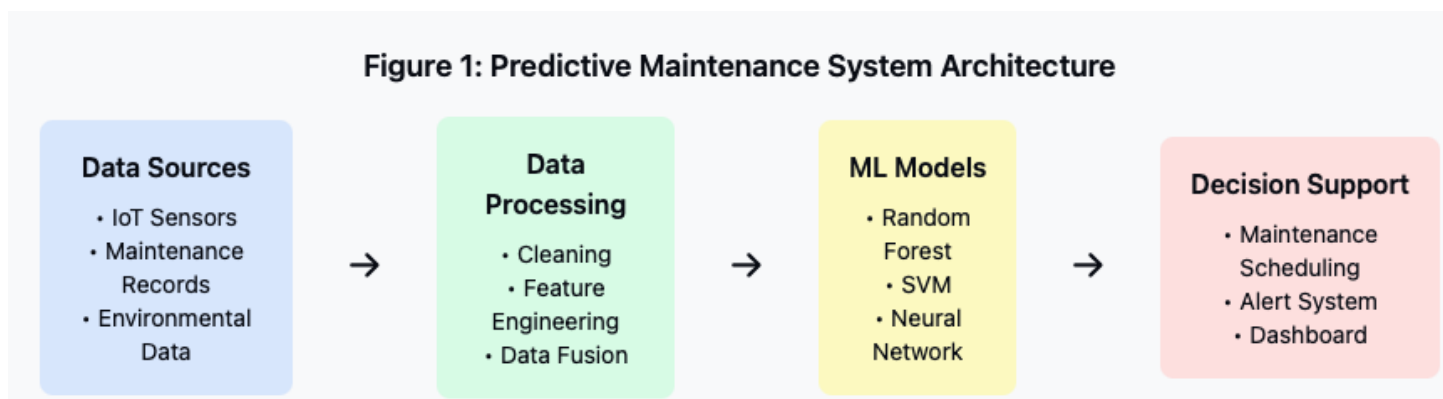 Figure 1: Predictive Maintenance System Architecture
Data Sources
• IoT Sensors
• Maintenance
Records
• Environmental
Data
→
Data
Processing
• Cleaning
• Feature
Engineering
• Data Fusion
→
ML Models
• Random
Forest
• SVM
• Neural
Network
→
Decision Support
• Maintenance
Scheduling
• Alert System
• Dashboard